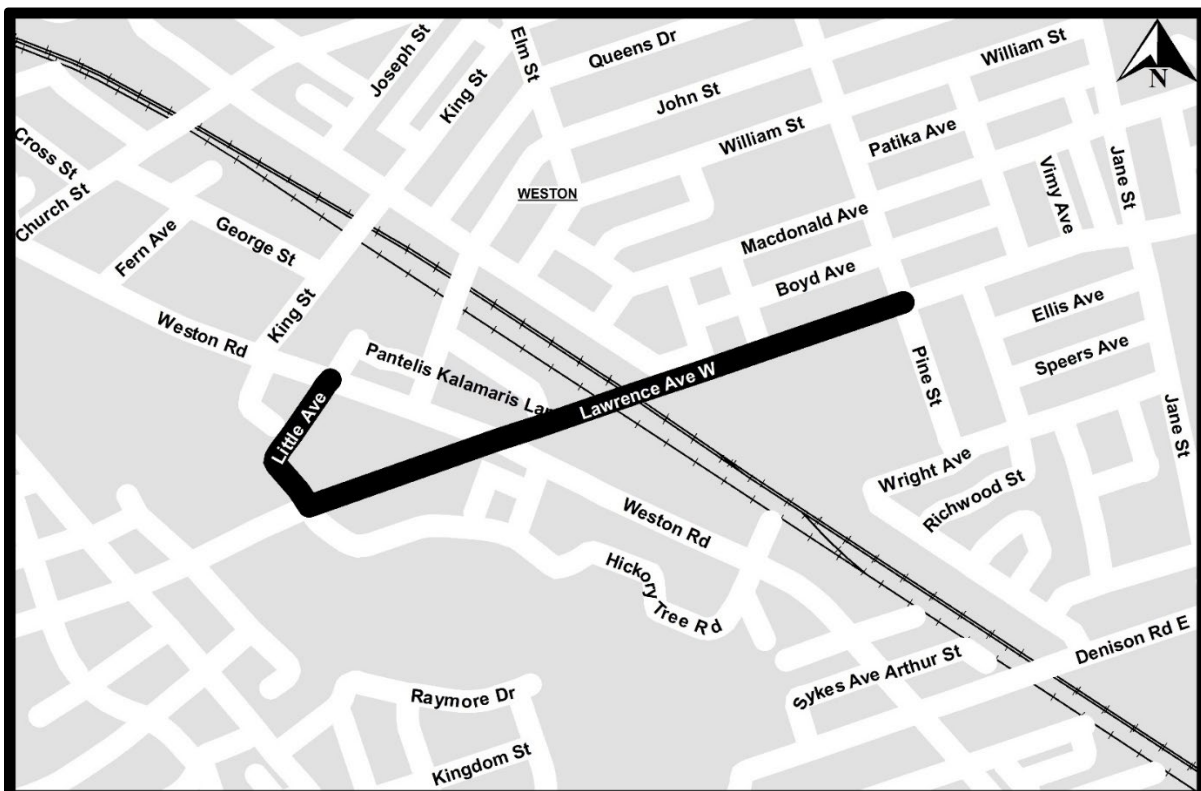 Elm St
Queens Dr
William St
Joseph St
King St
John St
N
William St
Patika Ave
Cross St
Jane St
WESTON
Vimy Ave
Church St
Macdonald Ave
Fern Ave
George St
Boyd Ave
Ellis Ave
King St
Weston Rd
Speers Ave
Pantelis Kalamaris Lan
Pine St
Lawrence Ave W
Little Ave
Jane St
Wright Ave
Richwood St
Weston Rd
Hickory
Tree Rd
Denison Rd E
Sykes Ave
Arthur St
Raymore Dr
Kingdom St